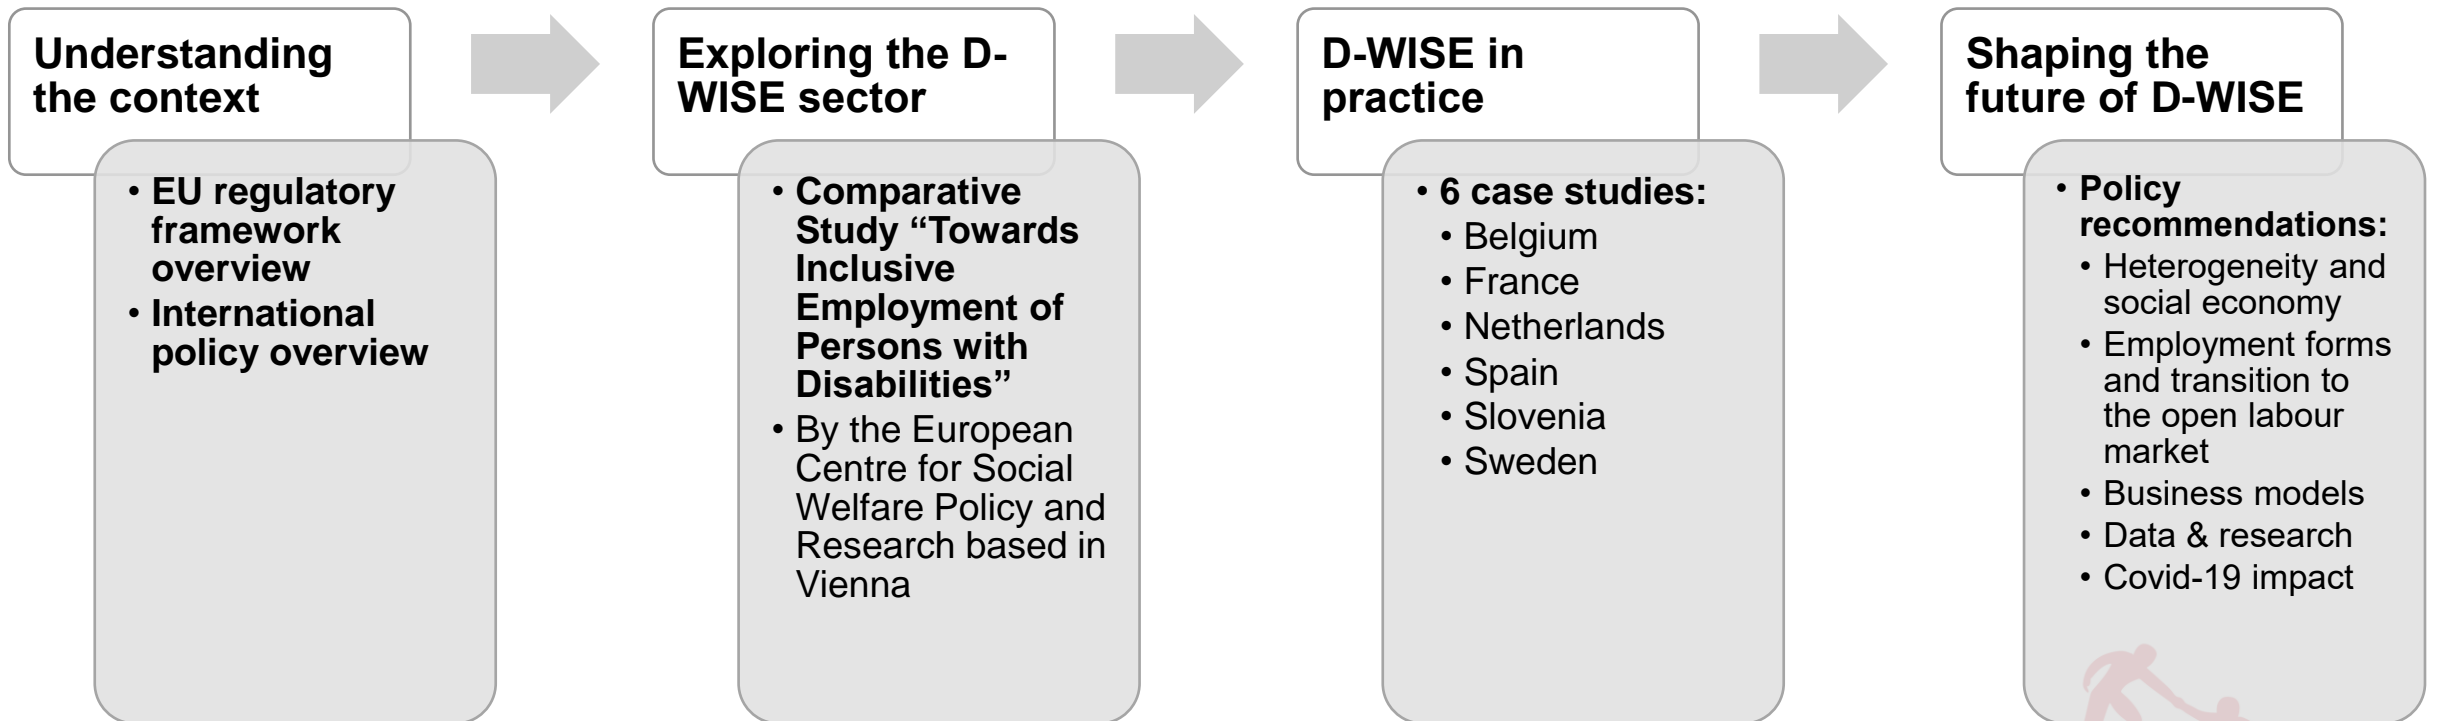 Understanding
the context
• EU regulatory
framework
overview
• International
policy overview
Exploring the D-
WISE sector
• Comparative
Study “Towards
Inclusive
Employment of
Persons with
Disabilities”
• By the European
Centre for Social
Welfare Policy and
Research based in
Vienna
D-WISE in
practice
• 6 case studies:
• Belgium
• France
• Netherlands
• Spain
• Slovenia
• Sweden
Shaping the
future of D-WISE
• Policy
recommendations:
• Heterogeneity and
social economy
• Employment forms
and transition to
the open labour
market
• Business models
• Data & research
• Covid-19 impact